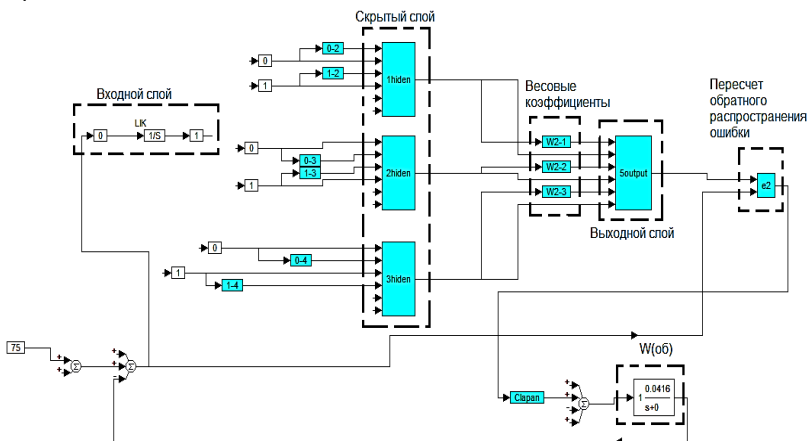 Скрытый слой
0-2
0
1-2
1
1hiden
Входной слой
LIK
0
1/S
1
Весовые
коэффициенты
Пересчет
обратного
распространения
ошибки
0
0-3
1-3
1
2hiden
W2-1
W2-2
W2-3
5output
e2
Выходной слой
0
0-4
1
1-4
3hiden
75
+
+
Σ
+
+
-
Σ
W(об)
Clapan
+
+
-
+
Σ
1
0.0416
s+0